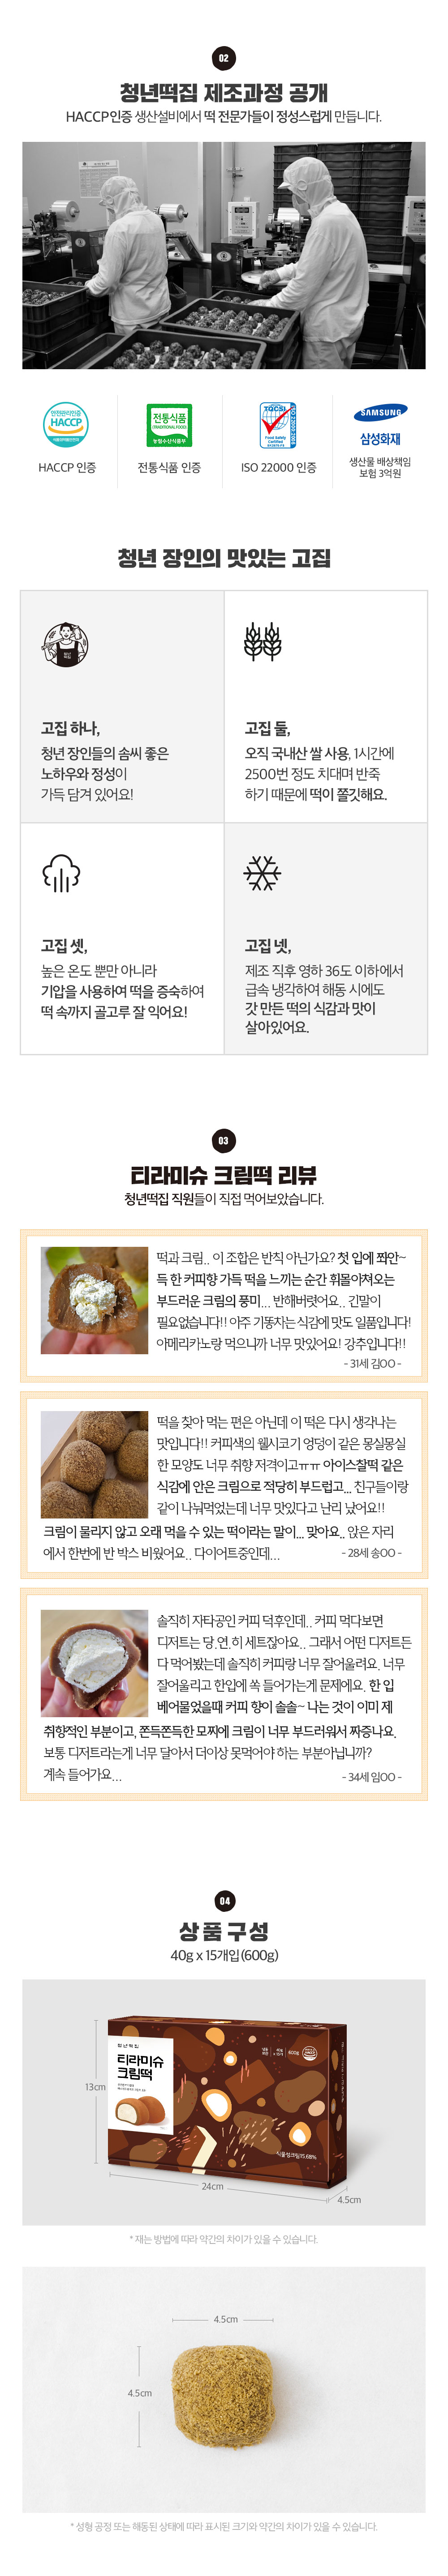 02
청년떡집 제조과정 공개
HACCP인증 생산설비에서 떡 전문가들이 정성스럽게 만듭니다.
안전관리인증
HACCP
전통식품
TRADITIONAL FOODS
농림수산식품부
TQCSI
Food Safety
Certified
SAMSUNG
삼성화재
HACCP 인증
전통식품 인증
ISO 22000 인증
생산물 배상책임
보험 3억원
청년 장인의 맛있는 고집
고집 하나,
청년 장인들의 솜씨 좋은
노하우와 정성이
가득 담겨 있어요!
고집 둘,
오직 국내산 쌀 사용, 1시간에
2500번 정도 치대며 반죽
하기 때문에 떡이 쫄깃해요.
고집 셋,
높은 온도 뿐만 아니라
기압을 사용하여 떡을 증숙하여
떡 속까지 골고루 잘 익어요!
고집 넷,
제조 직후 영하 36도 이하에서
급속 냉각하여 해동 시에도
갓 만든 떡의 식감과 맛이
살아있어요.
03
티라미슈 크림떡 리뷰
청년떡집 직원들이 직접 먹어보았습니다.
떡과 크림.. 이 조합은 반칙 아닌가요? 첫 입에 쫘안~
득 한 커피향 가득 떡을 느끼는 순간 휘몰아쳐오는
부드러운 크림의 풍미... 반해버렷어요.. 긴말이
필요없습니다!! 아주 기똥차는 식감에 맛도 일품입니다!
아메리카노랑 먹으니까 너무 맛있어요! 강추입니다!!
- 31세 김OO -
떡을 찾아 먹는 편은 아닌데 이 떡은 다시 생각나는
맛입니다!! 커피색의 웰시코기 엉덩이 같은 몽실몽실
한 모양도 너무 취향 저격이고ㅠㅠ 아이스찰떡 같은
식감에 안은 크림으로 적당히 부드럽고... 친구들이랑
같이 나눠먹었는데 너무 맛있다고 난리 났어요!!
크림이 물리지 않고 오래 먹을 수 있는 떡이라는 말이... 맞아요.. 앉은 자리
에서 한번에 반 박스 비웠어요.. 다이어트중인데...
- 28세 송OO -
솔직히 자타공인 커피 덕후인데.. 커피 먹다보면
디저트는 당.연.히 세트잖아요.. 그래서 어떤 디저트든
다 먹어봤는데 솔직히 커피랑 너무 잘어울려요. 너무
잘어울리고 한입에 쏙 들어가는게 문제에요. 한 입
베어물었을때 커피 향이 솔솔~ 나는 것이 이미 제
취향적인 부분이고, 쫀득쫀득한 모찌에 크림이 너무 부드러워서 짜증나요.
보통 디저트라는게 너무 달아서 더이상 못먹어야 하는 부분아닙니까?
계속 들어가요...
- 34세 임OO -
04
상품 구성
40g x 15개입(600g)
청년떡집
티라미슈
크림떡
600g
식물성크림15.68%
13cm
24cm
4.5cm
* 재는 방법에 따라 약간의 차이가 있을 수 있습니다.
4.5cm
4.5cm
* 성형 공정 또는 해동된 상태에 따라 표시된 크기와 약간의 차이가 있을 수 있습니다.